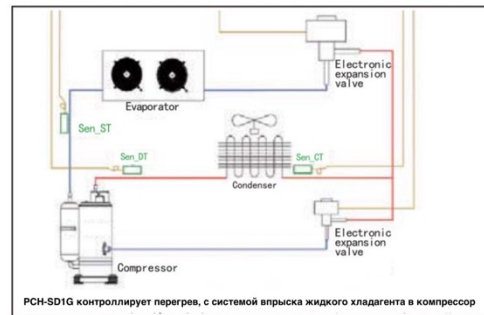 Electronic
expansion
valve
Evaporator
Sen_ST
Sen_DT
Sen_CT
Condenser
Electronic
expansion
valve
Compressor
PCH-SD1G контроллирует перегрев, с системой впрыска жидкого хладагента в компрессор